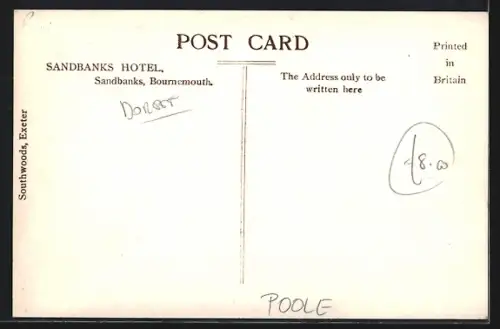 POST CARD
SANDBANKS HOTEL,
Sandbanks, Bournemouth.
DORSET
The Address only to be
written here
Printed
in
Britain
Southwoods, Exeter
£8.00
POOLE